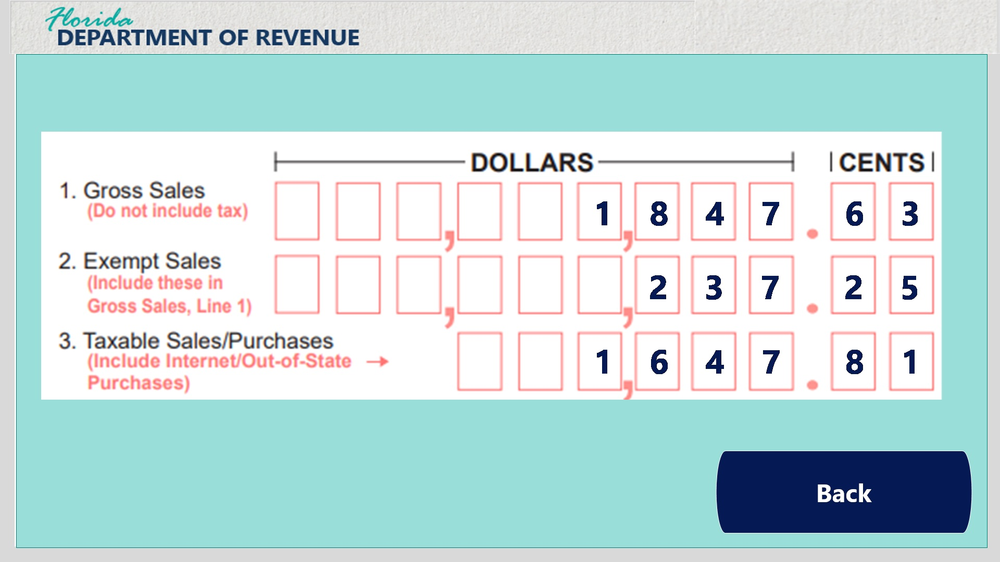 Florida
DEPARTMENT OF REVENUE
DOLLARS CENTS
1. Gross Sales
(Do not include tax)
1,847.63
2. Exempt Sales
(Include these in
Gross Sales, Line 1)
237.25
3. Taxable Sales/Purchases
(Include Internet/Out-of-State →
Purchases)
1,647.81
Back